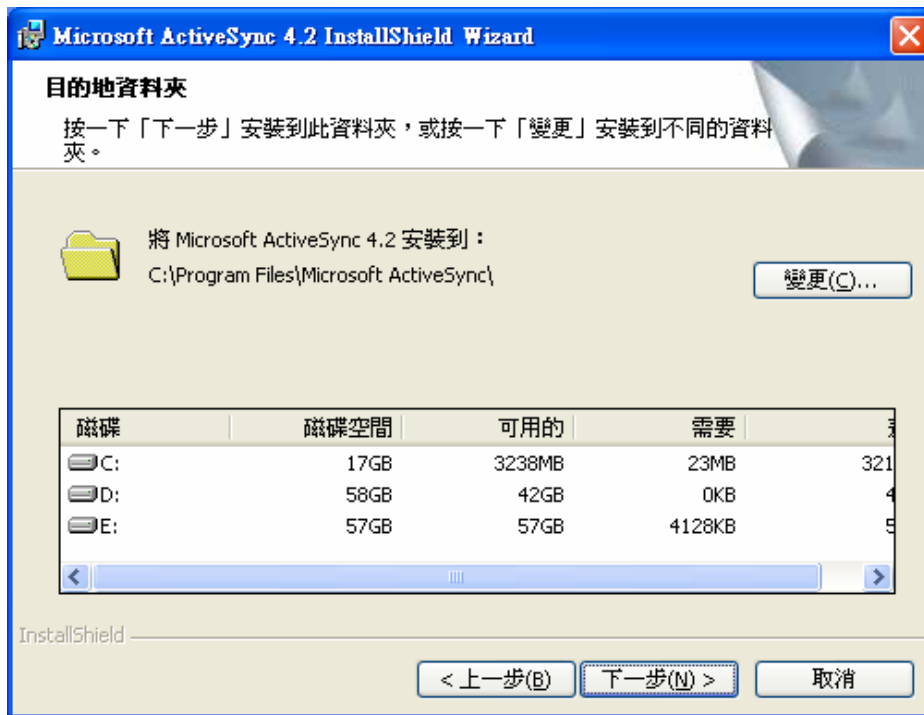 Microsoft ActiveSync 4.2 InstallShield Wizard
目的地資料夾
按一下「下一步」安裝到此資料夾，或按一下「變更」安裝到不同的資料
夾。
將 Microsoft ActiveSync 4.2 安裝到：
C:\Program Files\Microsoft ActiveSync\
變更(C)...
磁碟 磁碟空間 可用的 需要
C: 17GB 3238MB 23MB 321
D: 58GB 42GB 0KB 4
E: 57GB 57GB 4128KB 5
InstallShield
< 上一步(B) 下一步(N) > 取消